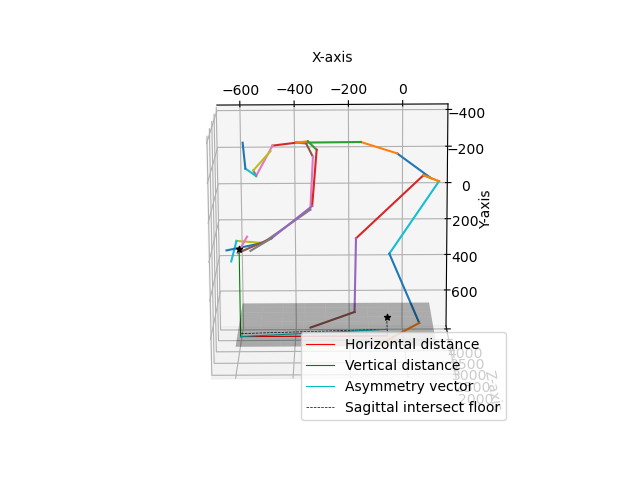 X-axis
−600 −400 −200 0
−400
−200
0
200
400
600
Y-axis
Horizontal distance
Vertical distance
Asymmetry vector
Sagittal intersect floor
Z-axis